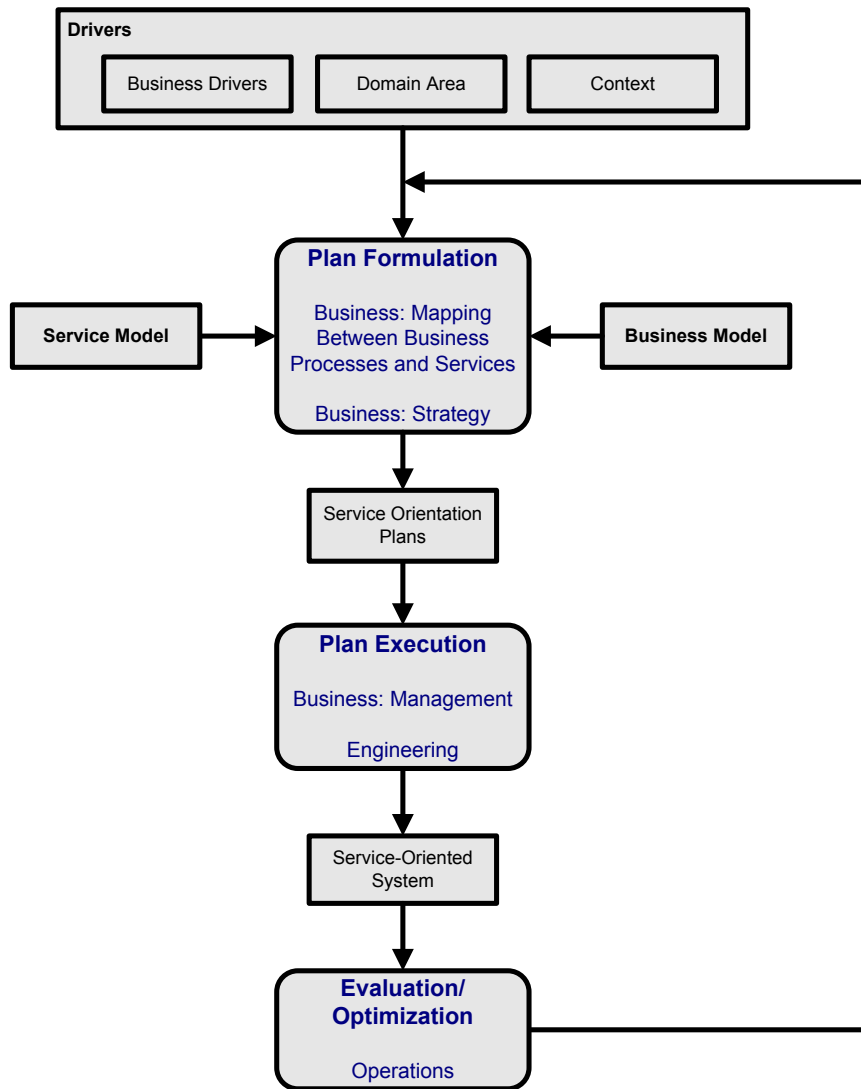 Drivers
Business Drivers
Domain Area
Context
Plan Formulation
Business: Mapping
Between Business
Processes and Services
Business: Strategy
Service Model
Business Model
Service Orientation
Plans
Plan Execution
Business: Management
Engineering
Service-Oriented
System
Evaluation/
Optimization
Operations